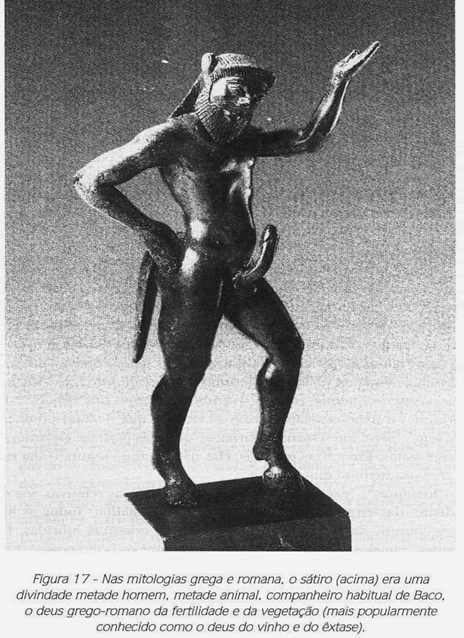 Figura 17 - Nas mitologias grega e romana, o sátiro (acima) era uma
divindade metade homem, metade animal, companheiro habitual de Baco,
o deus grego-romano da fertilidade e da vegetação (mais popularmente
conhecido como o deus do vinho e do êxtase).